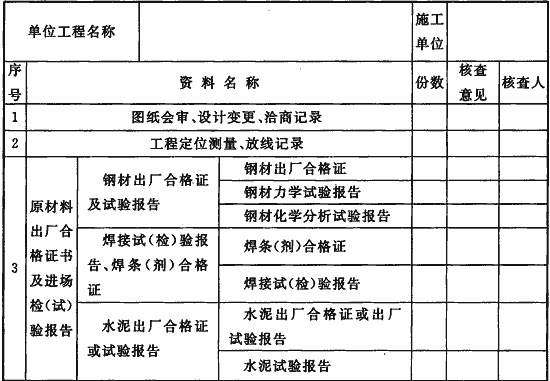 单位工程名称
施工
单位
序
号
资料名称
份数
核查
意见
核查人
1
图纸会审、设计变更、洽商记录
2
工程定位测量、放线记录
3
原材料
出厂合
格证书
及进场
检(试)
验报告
钢材出厂合格证
及试验报告
钢材出厂合格证
钢材力学试验报告
钢材化学分析试验报告
焊接试(检)验报
告、焊条(剂)合格
证
焊条(剂)合格证
焊接试(检)验报告
水泥出厂合格证
或试验报告
水泥出厂合格证或出厂
试验报告
水泥试验报告